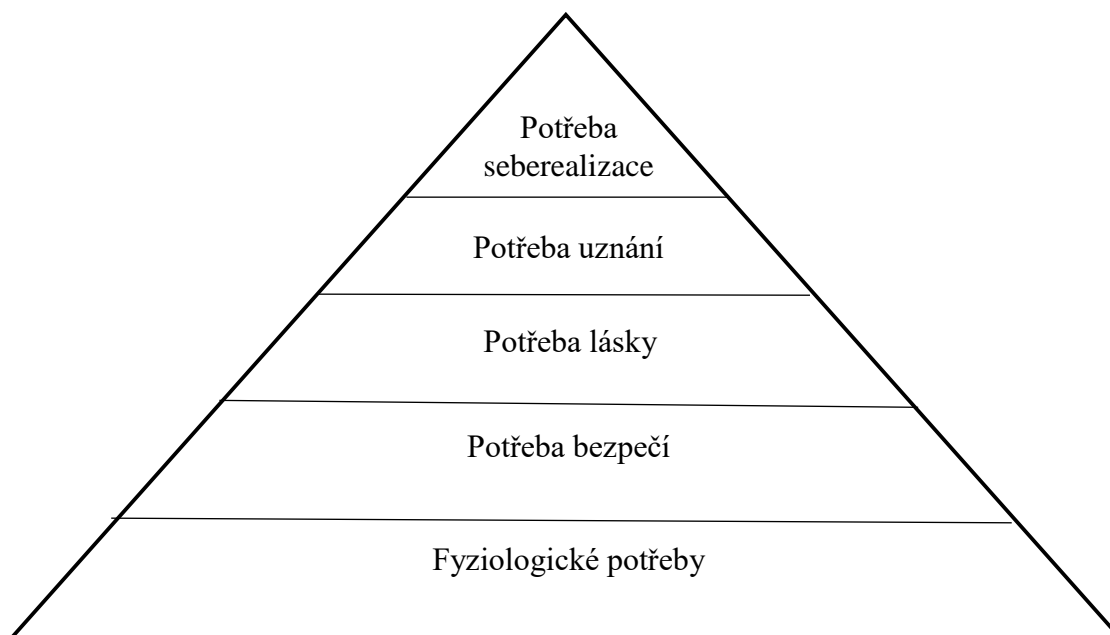 Potřeba
seberealizace
Potřeba uznání
Potřeba lásky
Potřeba bezpečí
Fyziologické potřeby